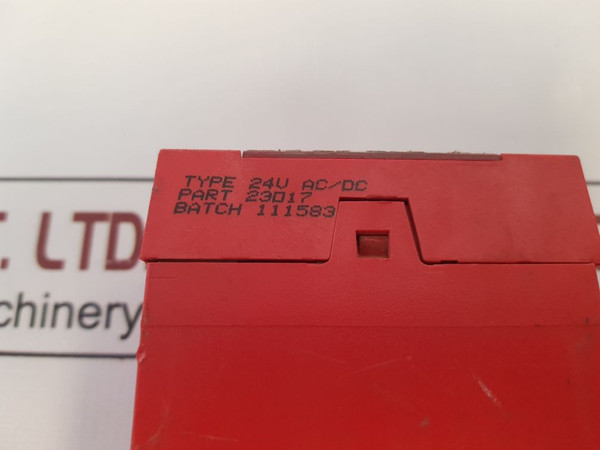 TYPE 24V AC/DC
PART 23017
BATCH 111583
. LTD
chinery